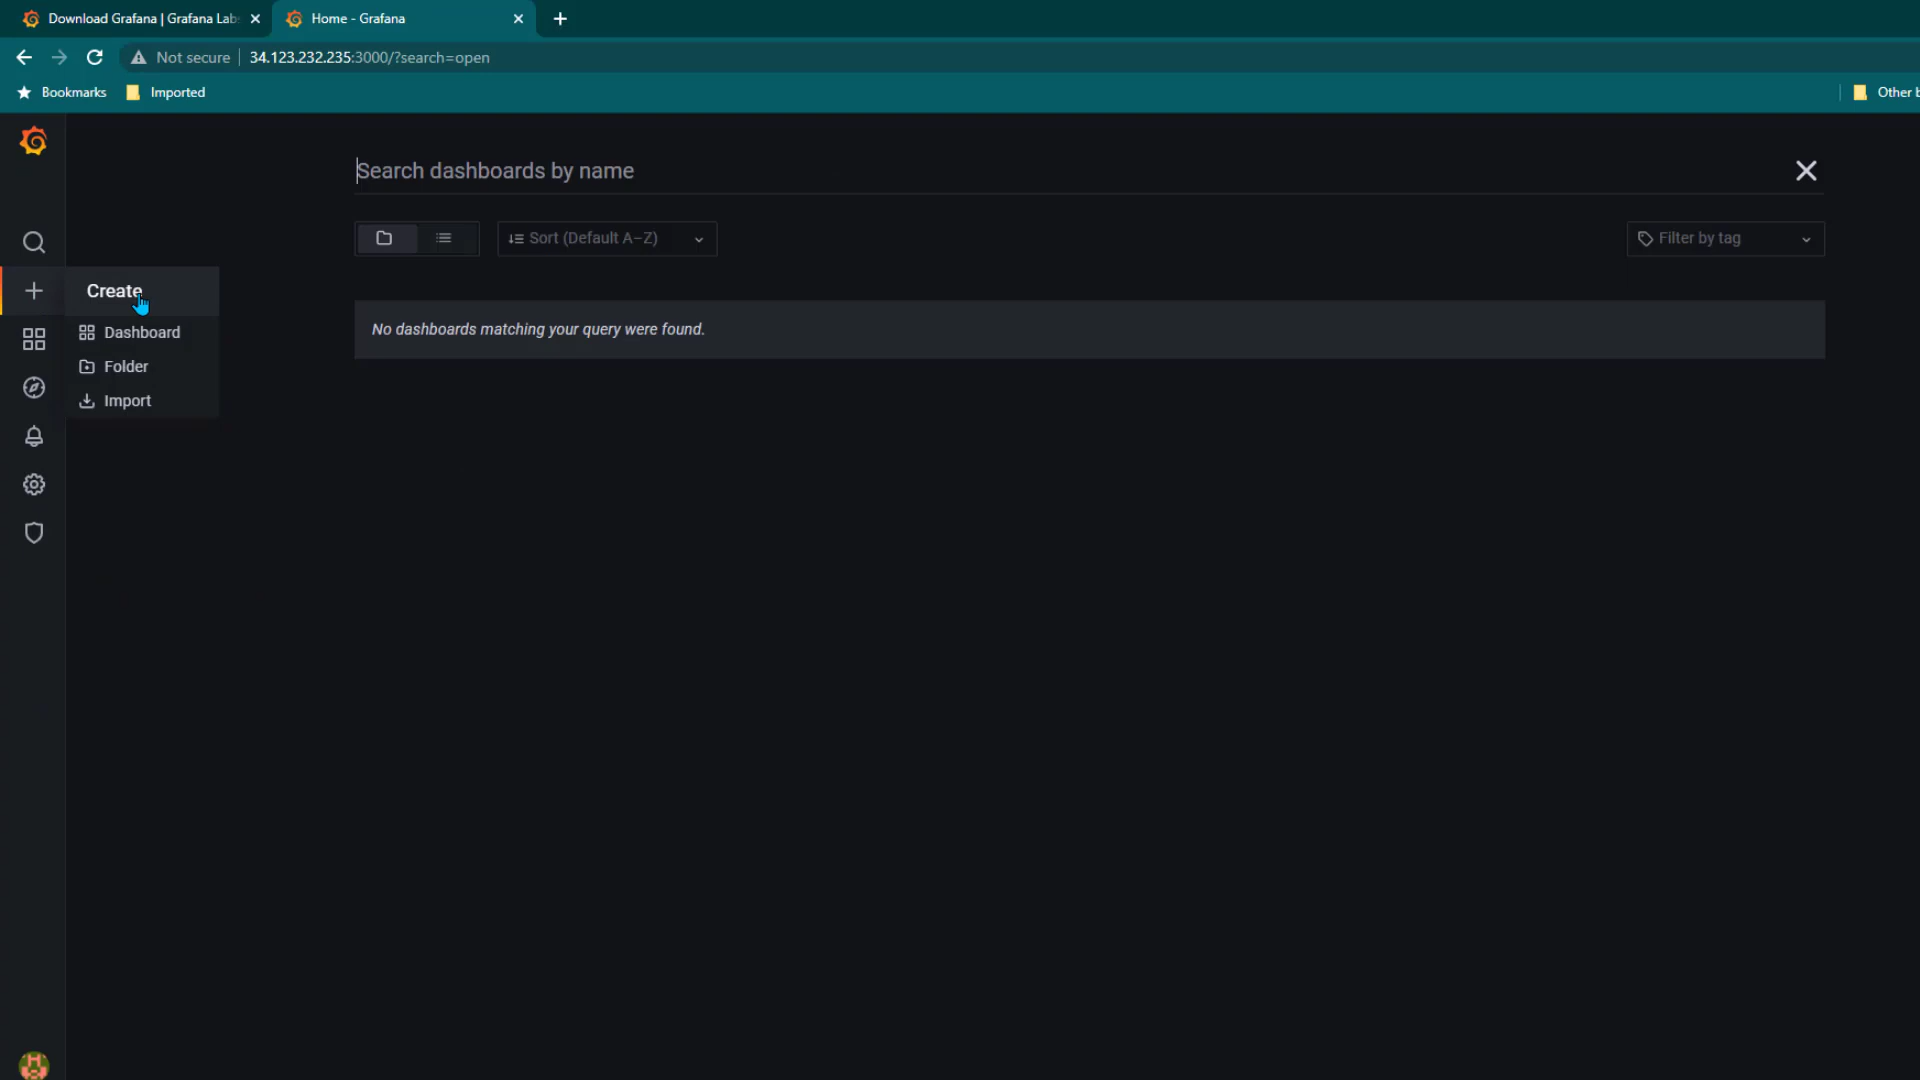 Download Grafana | Grafana Lab
Home - Grafana
Not secure
34.123.232.235:3000/?search=open
Bookmarks
Imported
Other b
Search dashboards by name
Sort (Default A–Z)
Filter by tag
Create
No dashboards matching your query were found.
Dashboard
Folder
Import